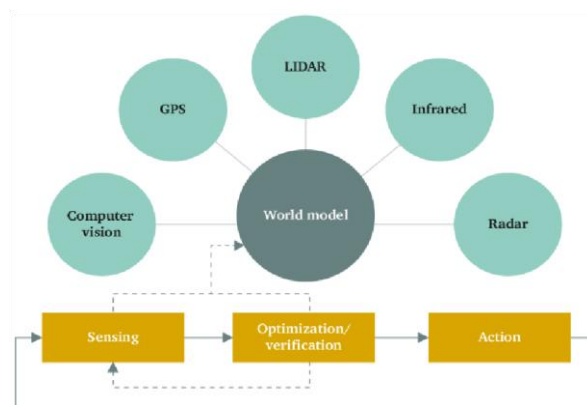 LIDAR
GPS
Infrared
Computer
vision
World model
Radar
Sensing
Optimization/
verification
Action